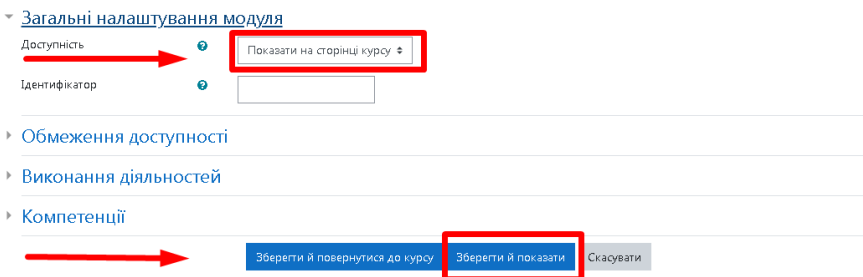 Загальні налаштування модуля
Доступність
Показати на сторінці курсу
Ідентифікатор
Обмеження доступності
Виконання діяльностей
Компетенції
Зберегти й повернутися до курсу Зберегти й показати Скасувати